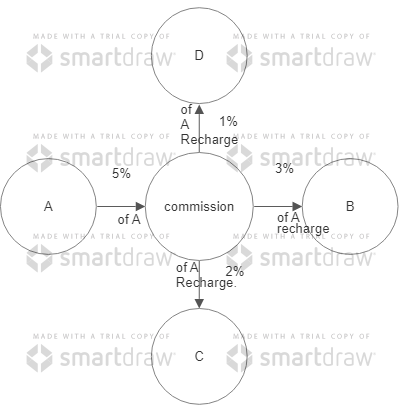 MADE WITH A TRIAL COPY OF MADE WITH A TRIAL COPY OF
smartdraw smartdraw
D
of
A
Recharge
1%
MADE WITH A TRIAL COPY OF MADE WITH A TRIAL COPY OF
smartdraw smartdraw
5%
3%
A
commission
B
of A
of A
recharge
MADE WITH A TRIAL COPY OF MADE WITH A TRIAL COPY OF
smartdraw smartdraw
of A
Recharge.
2%
MADE WITH A TRIAL COPY OF MADE WITH A TRIAL COPY OF
smartdraw smartdraw
C